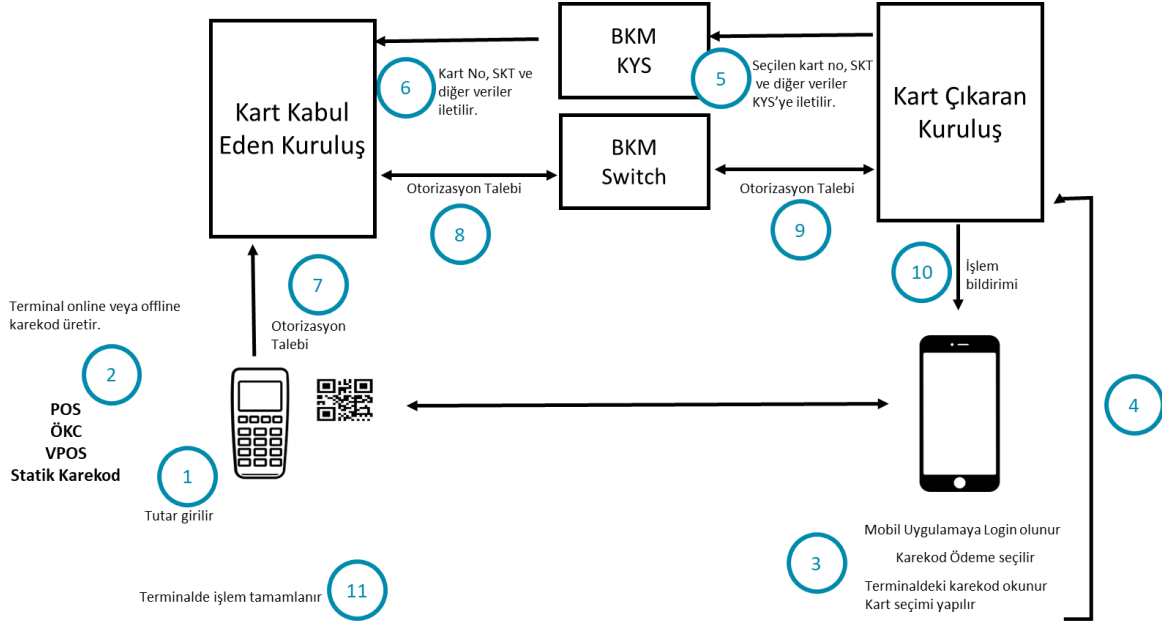 BKM
KYS
Kart Kabul
Eden Kuruluş
Kart Çıkaran
Kuruluş
6
Kart No, SKT ve
diğer veriler
iletilir.
5
Seçilen kart no, SKT
ve diğer veriler
KYS’ye iletilir.
BKM
Switch
Otorizasyon Talebi
8
Otorizasyon Talebi
9
10
İşlem
bildirimi
7
Otorizasyon
Talebi
Terminal online veya offline
karekod üretir.
2
POS
ÖKC
VPOS
Statik Karekod
1
Tutar girilir
4
3
Mobil Uygulamaya Login olunur
Karekod Ödeme seçilir
Terminaldeki karekod okunur
Kart seçimi yapılır
Terminalde işlem tamamlanır
11